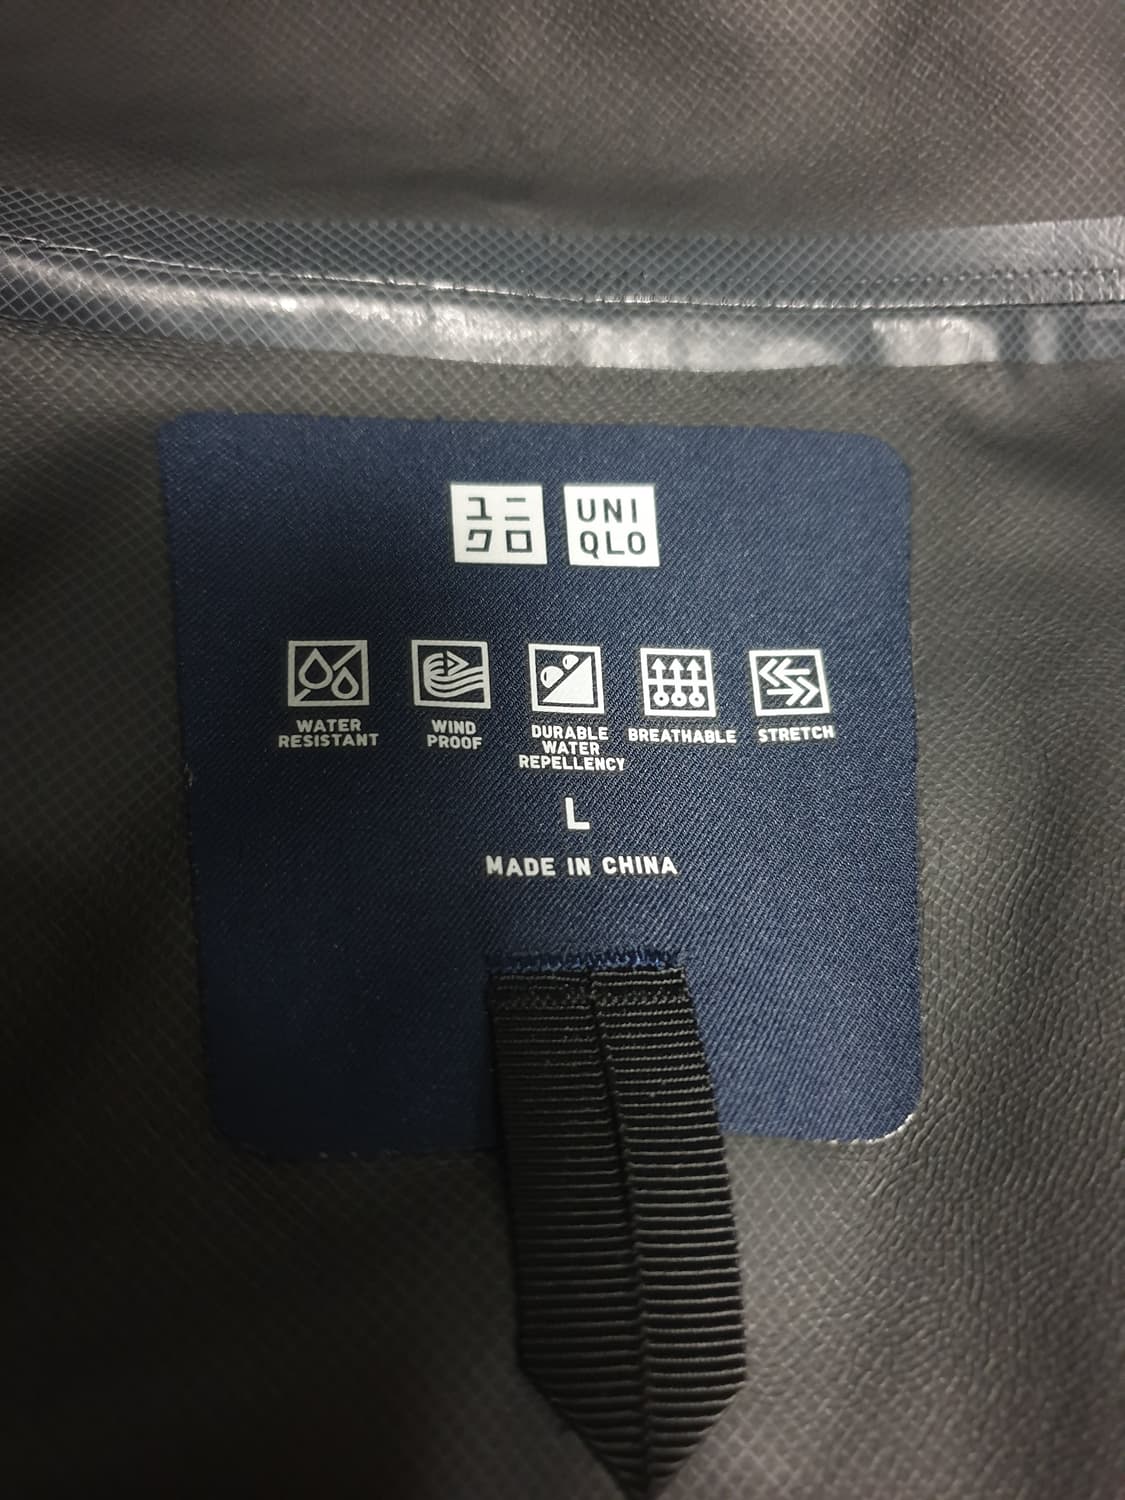 ユニ
クロ
UNI
QLO
WATER
RESISTANT
WIND
PROOF
DURABLE
WATER
REPELLENCY
BREATHABLE
STRETCH
L
MADE IN CHINA